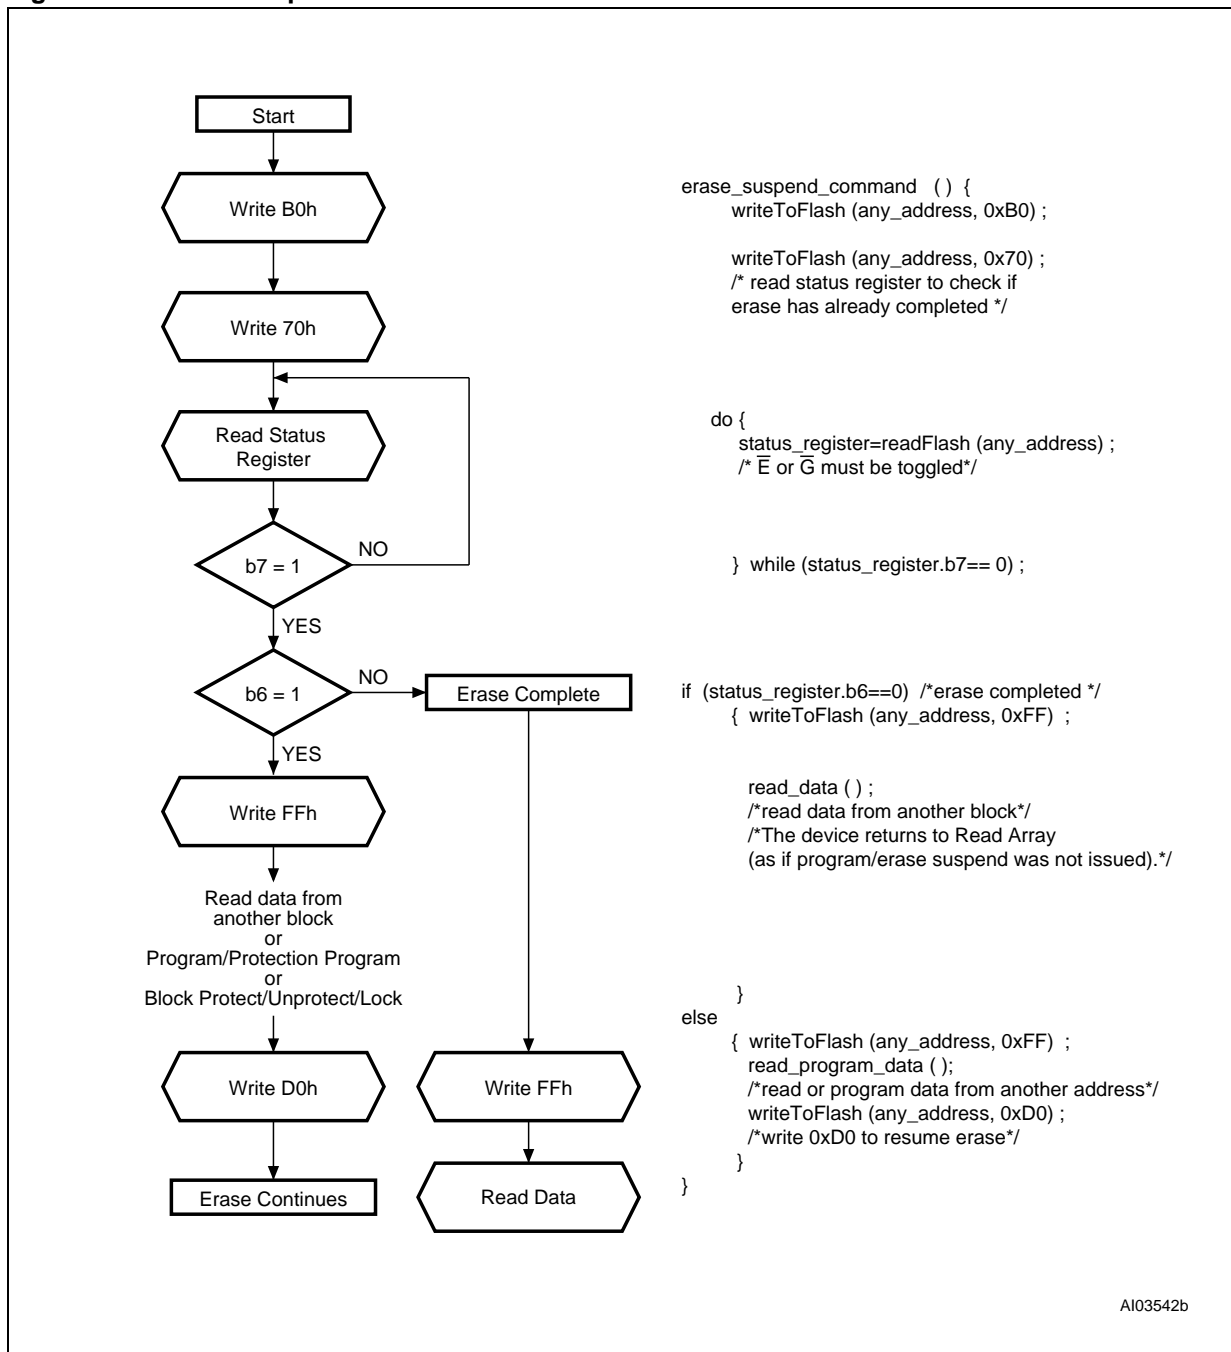 Start
Write B0h
Write 70h
Read Status
Register
b7 = 1
NO
YES
b6 = 1
NO
Erase Complete
YES
Write FFh
Read data from
another block
or
Program/Protection Program
or
Block Protect/Unprotect/Lock
Write D0h
Write FFh
Erase Continues
Read Data
erase_suspend_command ( ) {
writeToFlash (any_address, 0xB0) ;
writeToFlash (any_address, 0x70) ;
/* read status register to check if
erase has already completed */
do {
status_register=readFlash (any_address) ;
/* E̅ or G̅ must be toggled*/
} while (status_register.b7== 0) ;
if (status_register.b6==0) /*erase completed */
{ writeToFlash (any_address, 0xFF) ;
read_data ( ) ;
/*read data from another block*/
/*The device returns to Read Array
(as if program/erase suspend was not issued).*/
}
else
{ writeToFlash (any_address, 0xFF) ;
read_program_data ( );
/*read or program data from another address*/
writeToFlash (any_address, 0xD0) ;
/*write 0xD0 to resume erase*/
}
}
AI03542b